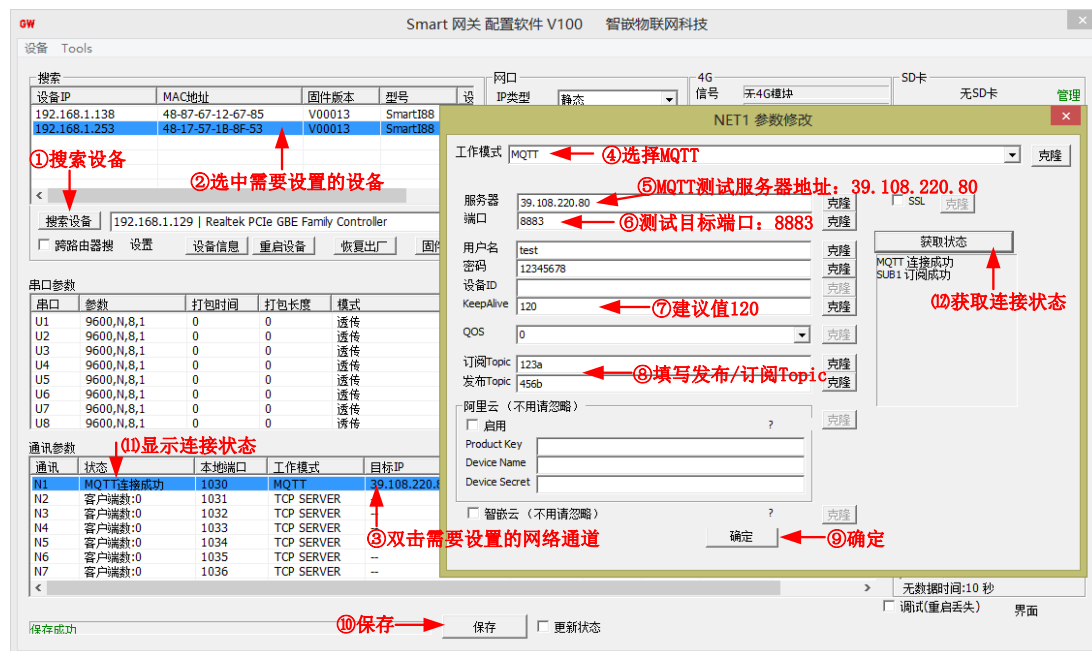 GW Smart 网关 配置软件 V100 智嵌物联网科技
设备 Tools
搜索
设备IP MAC地址 固件版本 型号 设
192.168.1.138 48-87-67-12-67-85 V00013 SmartI88
192.168.1.253 48-17-57-1B-8F-53 V00013 SmartI88
①搜索设备
②选中需要设置的设备
搜索设备 192.168.1.129 | Realtek PCIe GBE Family Controller
跨路由器搜 设置 设备信息 重启设备 恢复出厂
网口
IP类型 静态
4G
信号 无4G模块
SD卡
无SD卡 管理
串口参数
串口 参数 打包时间 打包长度 模式
U1 9600,N,8,1 0 0 透传
U2 9600,N,8,1 0 0 透传
U3 9600,N,8,1 0 0 透传
U4 9600,N,8,1 0 0 透传
U5 9600,N,8,1 0 0 透传
U6 9600,N,8,1 0 0 透传
U7 9600,N,8,1 0 0 透传
U8 9600,N,8,1 0 0 透传
通讯参数
⑪显示连接状态
通讯 状态 本地端口 工作模式 目标IP
N1 MQTT连接成功 1030 MQTT 39.108.220.8
N2 客户端数:0 1031 TCP SERVER --
N3 客户端数:0 1032 TCP SERVER --
N4 客户端数:0 1033 TCP SERVER --
N5 客户端数:0 1034 TCP SERVER --
N6 客户端数:0 1035 TCP SERVER --
N7 客户端数:0 1036 TCP SERVER --
③双击需要设置的网络通道
NET1 参数修改
工作模式 MQTT ④选择MQTT 克隆
⑤MQTT测试服务器地址：39.108.220.80
服务器 39.108.220.80 克隆 SSL 克隆
端口 8883 ⑥测试目标端口：8883 克隆
用户名 test 克隆
密码 12345678 克隆
设备ID 克隆
KeepAlive 120 ⑦建议值120 克隆
QOS 0 克隆
订阅Topic 123a 克隆
⑧填写发布/订阅Topic
发布Topic 456b 克隆
获取状态
MQTT 连接成功
SUB1 订阅成功
⑫获取连接状态
阿里云（不用请忽略）
启用 ? 克隆
Product Key
Device Name
Device Secret
智嵌云（不用请忽略） ? 克隆
确定 ⑨确定
无数据时间:10 秒
调试(重启丢失) 界面
保存成功 ⑩保存 保存 更新状态